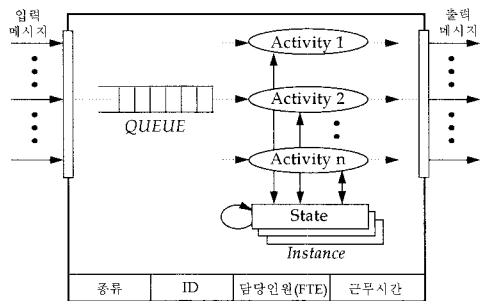 입력
메시지
출력
메시지
Activity 1
Activity 2
QUEUE
Activity n
State
Instance
종류 ID 담당인원(FTE) 근무시간